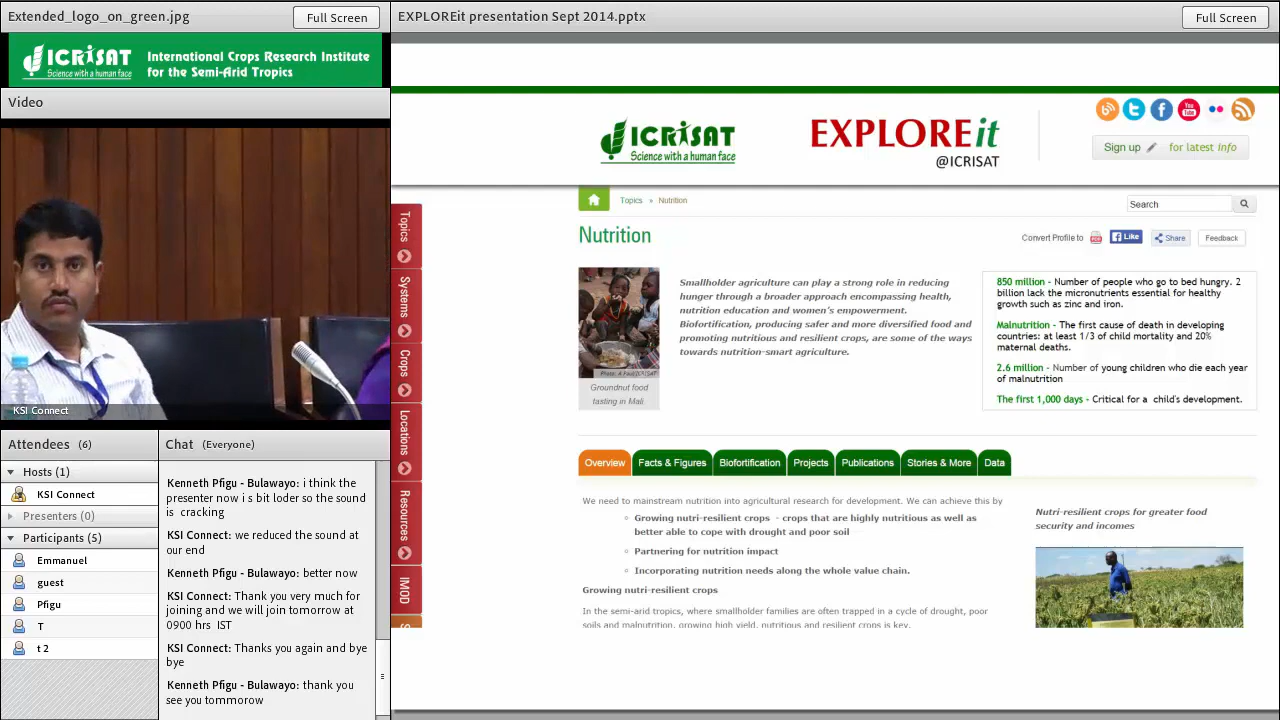 Extended_logo_on_green.jpg
Full Screen
ICRISAT
Science with a human face
International Crops Research Institute
for the Semi-Arid Tropics
Video
KSI Connect
Attendees (6)
Hosts (1)
KSI Connect
Presenters (0)
Participants (5)
Emmanuel
guest
Pfigu
T
t 2
Chat (Everyone)
Kenneth Pfigu - Bulawayo: i think the
presenter now i s bit loder so the sound
is cracking
KSI Connect: we reduced the sound at
our end
Kenneth Pfigu - Bulawayo: better now
KSI Connect: Thank you very much for
joining and we will join tomorrow at
0900 hrs IST
KSI Connect: Thanks you again and bye
bye
Kenneth Pfigu - Bulawayo: thank you
see you tommorow
EXPLOREit presentation Sept 2014.pptx
Full Screen
ICRISAT
Science with a human face
EXPLOREit
@ICRISAT
You
Tube
Sign up for latest info
Topics » Nutrition
Search
Topics
Systems
Crops
Locations
Resources
IMOD
Nutrition
Convert Profile to
Like
Share
Feedback
Photo: A Paul/ICRISAT
Groundnut food
tasting in Mali
Smallholder agriculture can play a strong role in reducing
hunger through a broader approach encompassing health,
nutrition education and women's empowerment.
Biofortification, producing safer and more diversified food and
promoting nutritious and resilient crops, are some of the ways
towards nutrition-smart agriculture.
850 million - Number of people who go to bed hungry. 2
billion lack the micronutrients essential for healthy
growth such as zinc and iron.
Malnutrition - The first cause of death in developing
countries: at least 1/3 of child mortality and 20%
maternal deaths.
2.6 million - Number of young children who die each year
of malnutrition
The first 1,000 days - Critical for a child's development.
Overview
Facts & Figures
Biofortification
Projects
Publications
Stories & More
Data
We need to mainstream nutrition into agricultural research for development. We can achieve this by
Growing nutri-resilient crops - crops that are highly nutritious as well as
better able to cope with drought and poor soil
Partnering for nutrition impact
Incorporating nutrition needs along the whole value chain.
Growing nutri-resilient crops
In the semi-arid tropics, where smallholder families are often trapped in a cycle of drought, poor
soils and malnutrition, growing high yield, nutritious and resilient crops is key.
Nutri-resilient crops for greater food
security and incomes